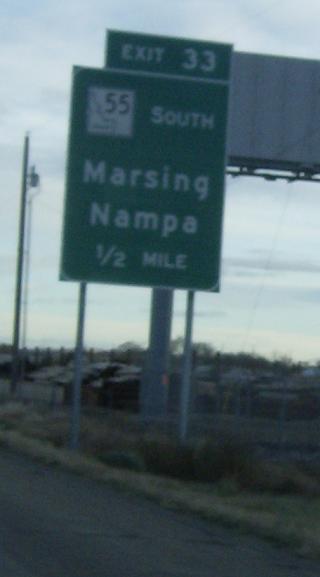 EXIT 33
55 SOUTH
Marsing
Nampa
1/2 MILE